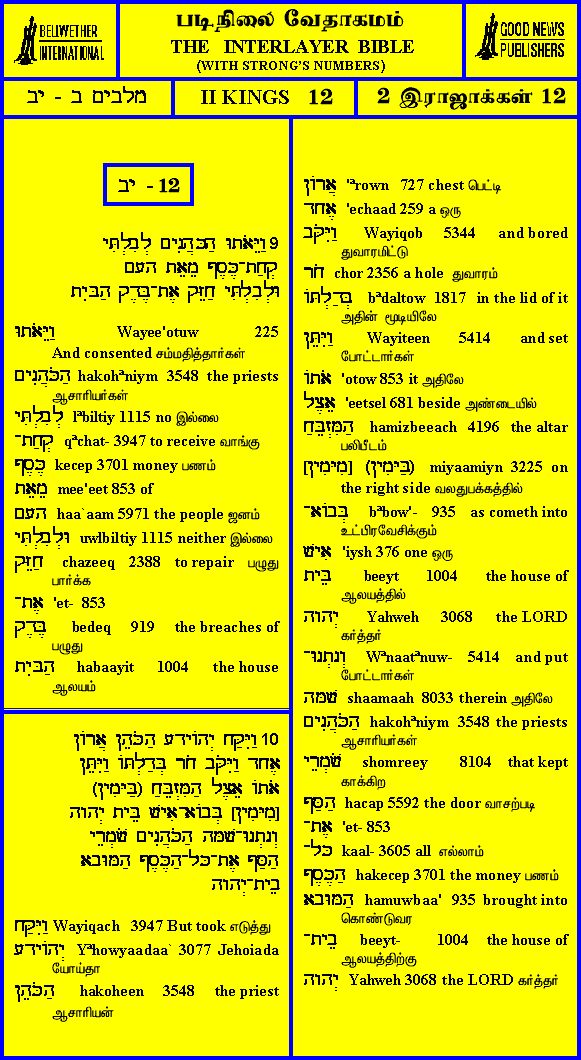 BELLWETHER
INTERNATIONAL
படிநிலை வேதாகமம்
THE INTERLAYER BIBLE
(WITH STRONG'S NUMBERS)
GOOD NEWS
PUBLISHERS
מלכים ב - יב
II KINGS 12
2 இராஜாக்கள் 12
יב - 12
9 וַיֵּאֹתוּ הַכֹּהֲנִים לְבִלְתִּי
קְחַת־כֶּסֶף מֵאֵת הָעָם
וּלְבִלְתִּי חַזֵּק אֶת־בֶּדֶק הַבָּיִת
וַיֵּאֹתוּ Wayee'otuw 225
And consented சம்மதித்தார்கள்
הַכֹּהֲנִים hakohᵃniym 3548 the priests
ஆசாரியர்கள்
לְבִלְתִּי lᵃbiltiy 1115 no இல்லை
קְחַת־ qᵃchat- 3947 to receive வாங்கு
כֶּסֶף kecep 3701 money பணம்
מֵאֵת mee'eet 853 of
הָעָם haˋaam 5971 the people ஜனம்
וּלְבִלְתִּי uwlbiltiy 1115 neither இல்லை
חַזֵּק chazeeq 2388 to repair பழுது
பார்க்க
אֶת־ 'et- 853
בֶּדֶק bedeq 919 the breaches of
பழுது
הַבָּיִת habaayit 1004 the house
ஆலயம்
10 וַיִּקַּח יְהוֹיָדָע הַכֹּהֵן אֲרוֹן
אֶחָד וַיִּקֹּב חֹר בְּדַלְתּוֹ וַיִּתֵּן
אֹתוֹ אֵצֶל הַמִּזְבֵּחַ (בַּיָּמִין)
[מִיָּמִין] בְּבוֹא־אִישׁ בֵּית יְהוָה
וְנָתְנוּ־שָׁמָּה הַכֹּהֲנִים שֹׁמְרֵי
הַסַּף אֶת־כָּל־הַכֶּסֶף הַמּוּבָא
בֵית־יְהוָה
וַיִּקַּח Wayiqach 3947 But took எடுத்து
יְהוֹיָדָע Yᵃhowyaadaaˋ 3077 Jehoiada
யோய்தா
הַכֹּהֵן hakoheen 3548 the priest
ஆசாரியன்
אֲרוֹן 'ᵃrown 727 chest பெட்டி
אֶחָד 'echaad 259 a ஒரு
וַיִּקֹּב Wayiqob 5344 and bored
துவாரமிட்டு
חֹר chor 2356 a hole துவாரம்
בְּדַלְתּוֹ bᵃdaltow 1817 in the lid of it
அதின் மூடியிலே
וַיִּתֵּן Wayiteen 5414 and set
போட்டார்கள்
אֹתוֹ 'otow 853 it அதிலே
אֵצֶל 'eetsel 681 beside அண்டையில்
הַמִּזְבֵּחַ hamizbeeach 4196 the altar
பலிபீடம்
[מִיָּמִין] (בַּיָּמִין) miyaamiyn 3225 on
the right side வலதுபக்கத்தில்
בְּבוֹא־ bᵃbow'- 935 as cometh into
உட்பிரவேசிக்கும்
אִישׁ 'iysh 376 one ஒரு
בֵּית beeyt 1004 the house of
ஆலயத்தில்
יְהוָה Yahweh 3068 the LORD
கர்த்தர்
וְנָתְנוּ־ Wᵃnaatᵃnuw- 5414 and put
போட்டார்கள்
שָׁמָּה shaamaah 8033 therein அதிலே
הַכֹּהֲנִים hakohᵃniym 3548 the priests
ஆசாரியர்கள்
שֹׁמְרֵי shomreey 8104 that kept
காக்கிற
הַסַּף hacap 5592 the door வாசற்படி
אֶת־ 'et- 853
כָּל־ kaal- 3605 all எல்லாம்
הַכֶּסֶף hakecep 3701 the money பணம்
הַמּוּבָא hamuwbaa' 935 brought into
கொண்டுவர
בֵית־ beeyt- 1004 the house of
ஆலயத்திற்கு
יְהוָה Yahweh 3068 the LORD கர்த்தர்